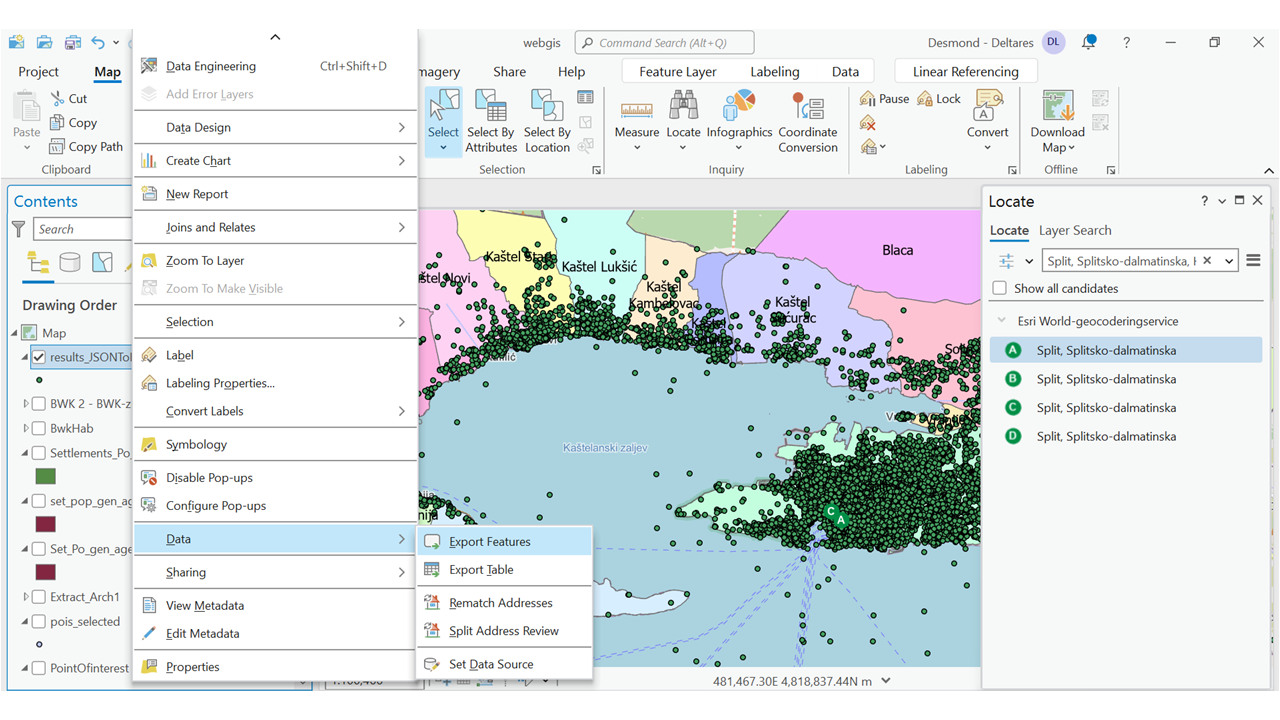 webgis
Command Search (Alt+Q)
Desmond - Deltares
DL
?
Project
Map
magery
Share
Help
Feature Layer
Labeling
Data
Linear Referencing
Paste
Cut
Copy
Copy Path
Clipboard
Select
Select By
Attributes
Select By
Location
Selection
Measure
Locate
Infographics
Coordinate
Conversion
Inquiry
Pause
Lock
Convert
Labeling
Download
Map
Offline
Contents
Search
Drawing Order
Map
results_JSONToF
BWK 2 - BWK-z
BwkHab
Settlements_Po
set_pop_gen_ag
Set_Po_gen_age
Extract_Arch1
pois_selected
PointOfinterest
Data Engineering Ctrl+Shift+D
Add Error Layers
Data Design
Create Chart
New Report
Joins and Relates
Zoom To Layer
Zoom To Make Visible
Selection
Label
Labeling Properties...
Convert Labels
Symbology
Disable Pop-ups
Configure Pop-ups
Data
Sharing
View Metadata
Edit Metadata
Properties
Export Features
Export Table
Rematch Addresses
Split Address Review
Set Data Source
Kaštel Lukšić
Kaštel
Kambelovac
Kaštel
Blaca
Kaštelanski zaljev
C
A
481,467.30E 4,818,837.44N m
Locate
?
Locate
Layer Search
Split, Splitsko-dalmatinska, H
Show all candidates
Esri World-geocoderingservice
A Split, Splitsko-dalmatinska
B Split, Splitsko-dalmatinska
C Split, Splitsko-dalmatinska
D Split, Splitsko-dalmatinska